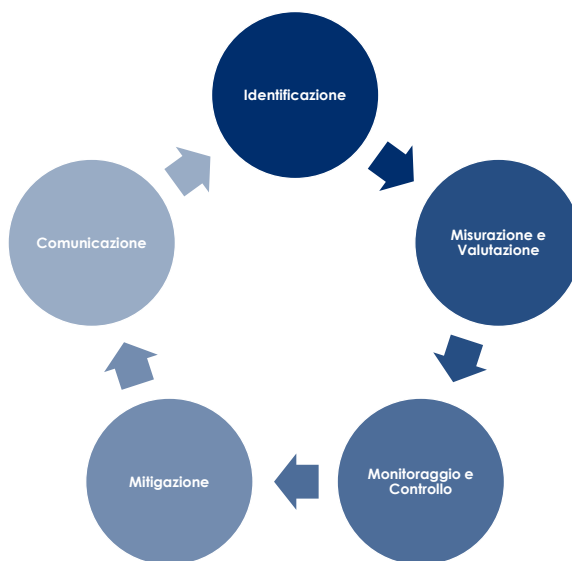 Identificazione
Misurazione e
Valutazione
Monitoraggio e
Controllo
Mitigazione
Comunicazione